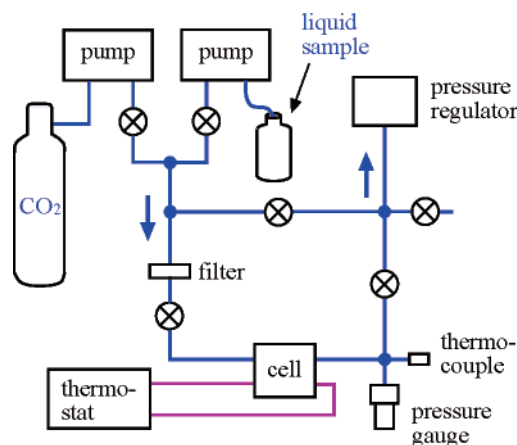 pump
pump
liquid
sample
pressure
regulator
CO₂
filter
cell
thermo-
couple
thermo-
stat
pressure
gauge